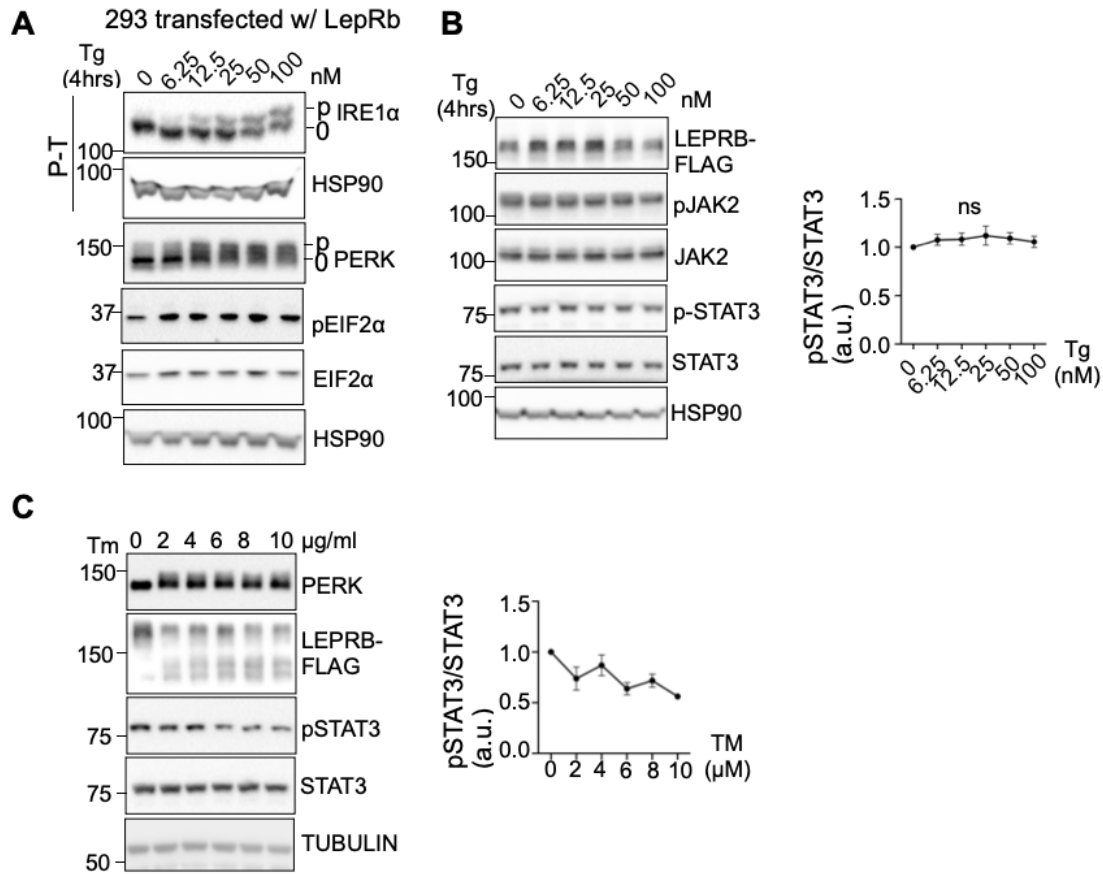 A
293 transfected w/ LepRb
Tg
(4hrs)
0 6.25 12.5 25 50 100 nM
P-T
p
0
IRE1α
100
100
HSP90
150
p
0
PERK
37
pEIF2α
37
EIF2α
100
HSP90
B
Tg
(4hrs)
0 6.25 12.5 25 50 100 nM
150
LEPRB-
FLAG
100
pJAK2
100
JAK2
75
p-STAT3
75
STAT3
100
HSP90
pSTAT3/STAT3
(a.u.)
1.5
1.0
0.5
0.0
ns
0 6.25 12.5 25 50 100
Tg
(nM)
C
Tm 0 2 4 6 8 10 µg/ml
150
PERK
150
LEPRB-
FLAG
75
pSTAT3
75
STAT3
50
TUBULIN
pSTAT3/STAT3
(a.u.)
1.5
1.0
0.5
0.0
0 2 4 6 8 10
TM
(µM)